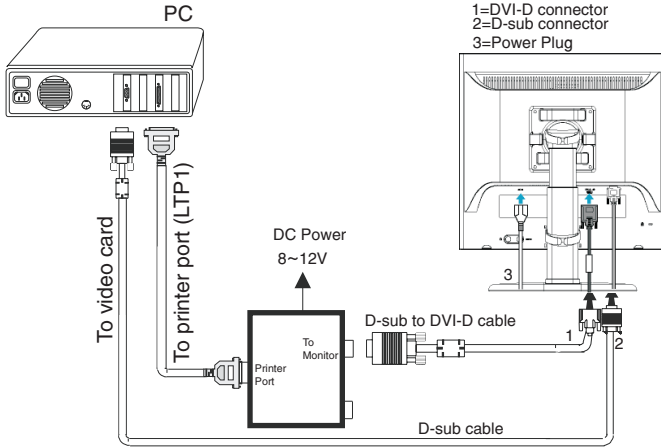 PC
1=DVI-D connector
2=D-sub connector
3=Power Plug
To video card
To printer port (LTP1)
DC Power
8~12V
3
D-sub to DVI-D cable
1
2
To
Monitor
Printer
Port
D-sub cable